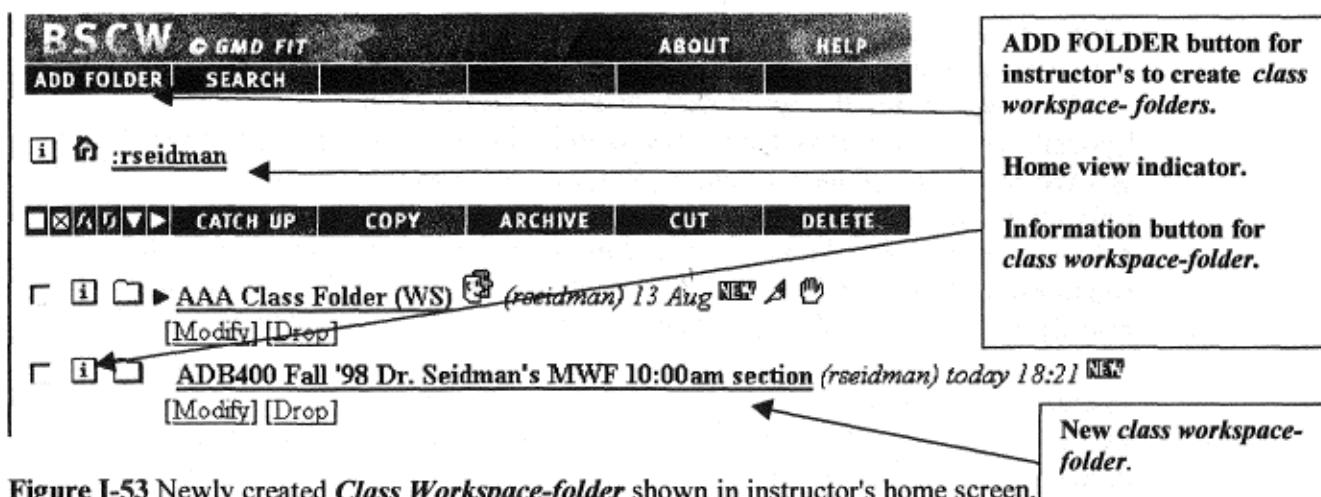 BSCW © GMD FIT ABOUT HELP
ADD FOLDER SEARCH
:rseidman
CATCH UP COPY ARCHIVE CUT DELETE
AAA Class Folder (WS) (rseidman) 13 Aug NEW
[Modify] [Drop]
ADB400 Fall '98 Dr. Seidman's MWF 10:00am section (rseidman) today 18:21 NEW
[Modify] [Drop]
ADD FOLDER button for
instructor's to create class
workspace- folders.
Home view indicator.
Information button for
class workspace-folder.
New class workspace-
folder.
Figure I-53 Newly created Class Workspace-folder shown in instructor's home screen.